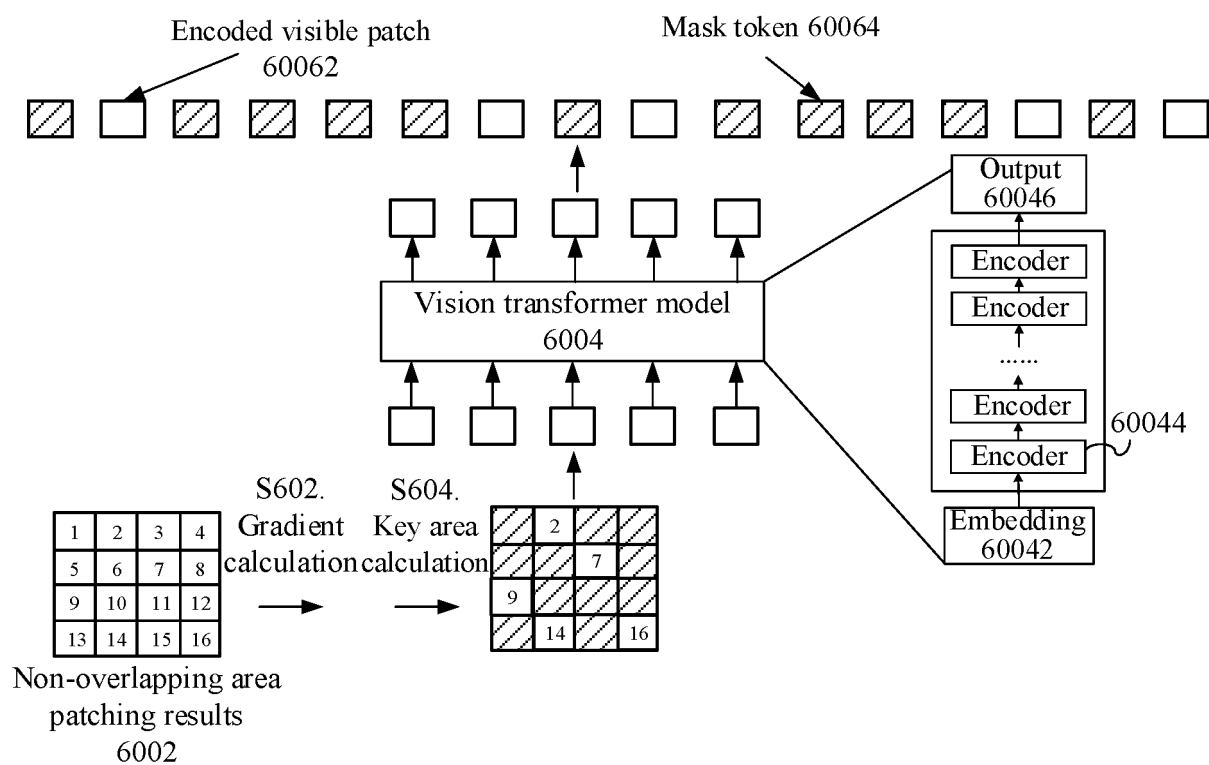 Encoded visible patch
60062
Mask token 60064
Output
60046
Encoder
Encoder
......
Encoder
Encoder
60044
Embedding
60042
Vision transformer model
6004
S602.
Gradient
calculation
S604.
Key area
calculation
1 2 3 4
5 6 7 8
9 10 11 12
13 14 15 16
2
7
9
14 16
Non-overlapping area
patching results
6002